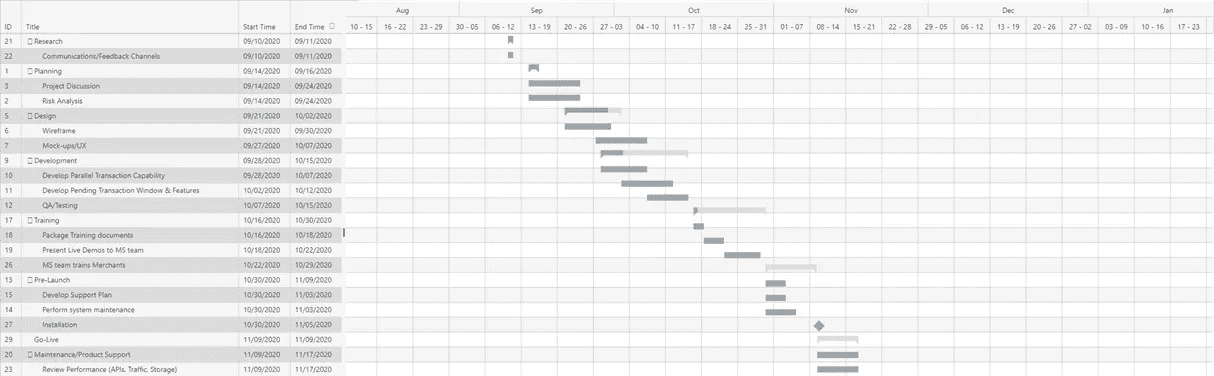 Aug Sep Oct Nov Dec Jan
ID Title Start Time End Time 10 - 15 16 - 22 23 - 29 30 - 05 06 - 12 13 - 19 20 - 26 27 - 03 04 - 10 11 - 17 18 - 24 25 - 31 01 - 07 08 - 14 15 - 21 22 - 28 29 - 05 06 - 12 13 - 19 20 - 26 27 - 02 03 - 09 10 - 16 17 - 23
21 Research 09/10/2020 09/11/2020
22 Communications/Feedback Channels 09/10/2020 09/11/2020
1 Planning 09/14/2020 09/16/2020
3 Project Discussion 09/14/2020 09/24/2020
2 Risk Analysis 09/14/2020 09/24/2020
5 Design 09/21/2020 10/02/2020
6 Wireframe 09/21/2020 09/30/2020
7 Mock-ups/UX 09/27/2020 10/07/2020
9 Development 09/28/2020 10/15/2020
10 Develop Parallel Transaction Capability 09/28/2020 10/07/2020
11 Develop Pending Transaction Window & Features 10/02/2020 10/12/2020
12 QA/Testing 10/07/2020 10/15/2020
17 Training 10/16/2020 10/30/2020
18 Package Training documents 10/16/2020 10/18/2020
19 Present Live Demos to MS team 10/18/2020 10/22/2020
26 MS team trains Merchants 10/22/2020 10/29/2020
13 Pre-Launch 10/30/2020 11/09/2020
15 Develop Support Plan 10/30/2020 11/03/2020
14 Perform system maintenance 10/30/2020 11/03/2020
27 Installation 10/30/2020 11/05/2020
29 Go-Live 11/09/2020 11/09/2020
20 Maintenance/Product Support 11/09/2020 11/17/2020
23 Review Performance (APIs, Traffic, Storage) 11/09/2020 11/17/2020